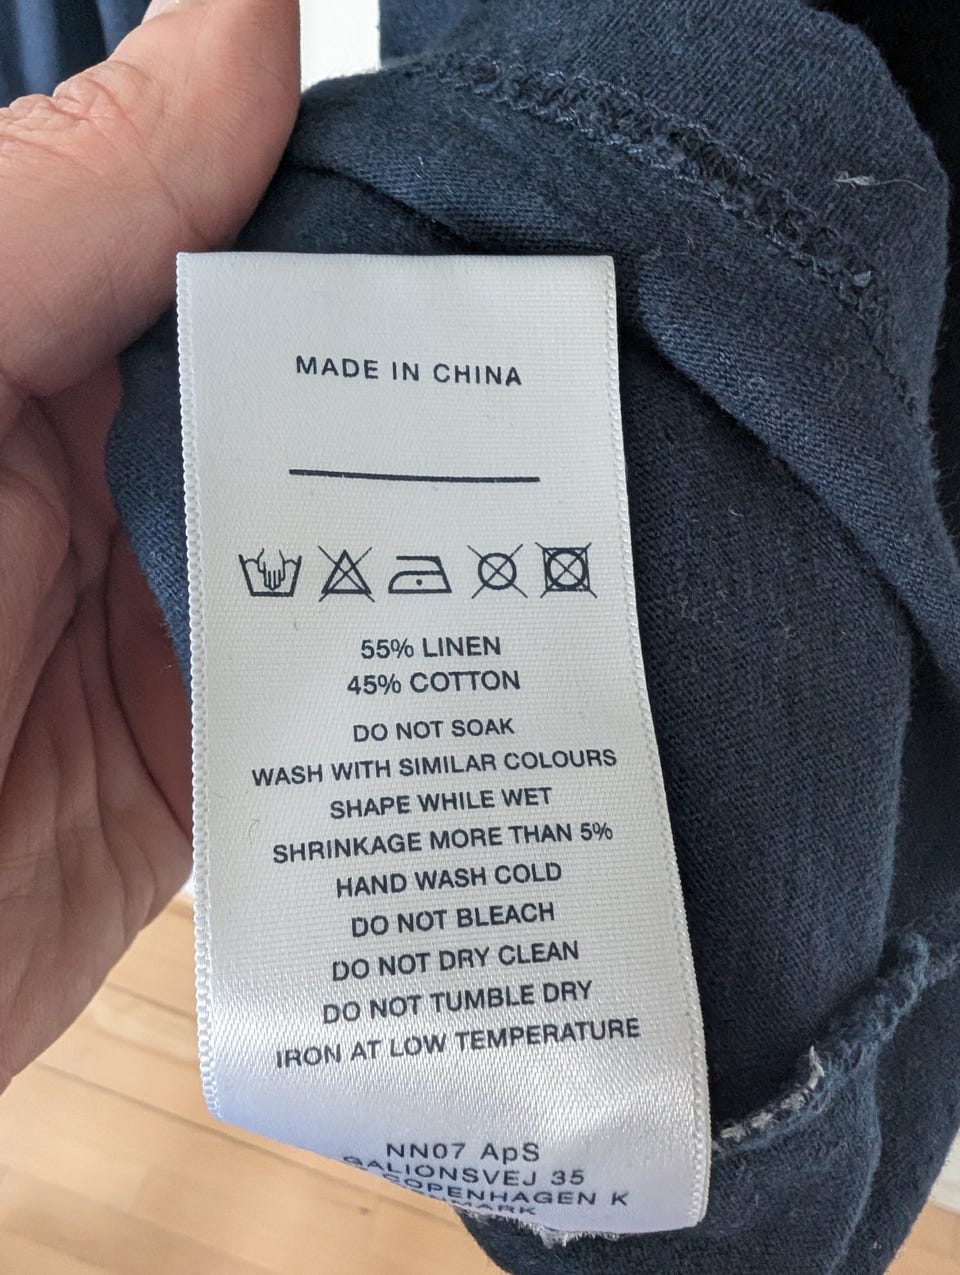 MADE IN CHINA
55% LINEN
45% COTTON
DO NOT SOAK
WASH WITH SIMILAR COLOURS
SHAPE WHILE WET
SHRINKAGE MORE THAN 5%
HAND WASH COLD
DO NOT BLEACH
DO NOT DRY CLEAN
DO NOT TUMBLE DRY
IRON AT LOW TEMPERATURE
NN07 ApS
GALIONSVEJ 35
COPENHAGEN K